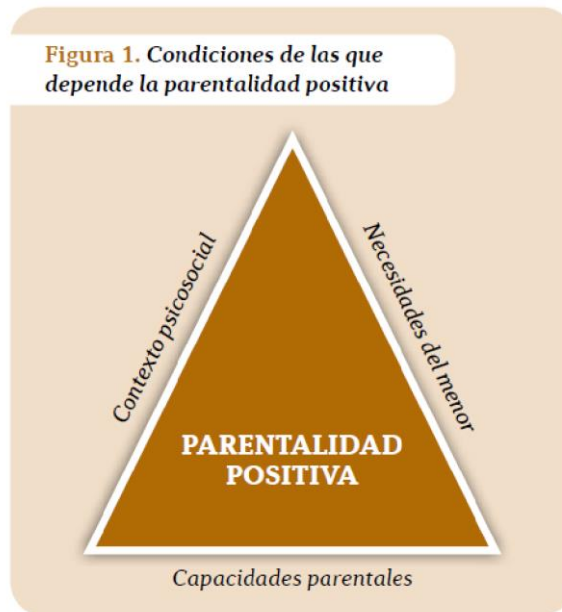 Figura 1. Condiciones de las que
depende la parentalidad positiva
Contexto psicosocial
Necesidades del menor
PARENTALIDAD
POSITIVA
Capacidades parentales